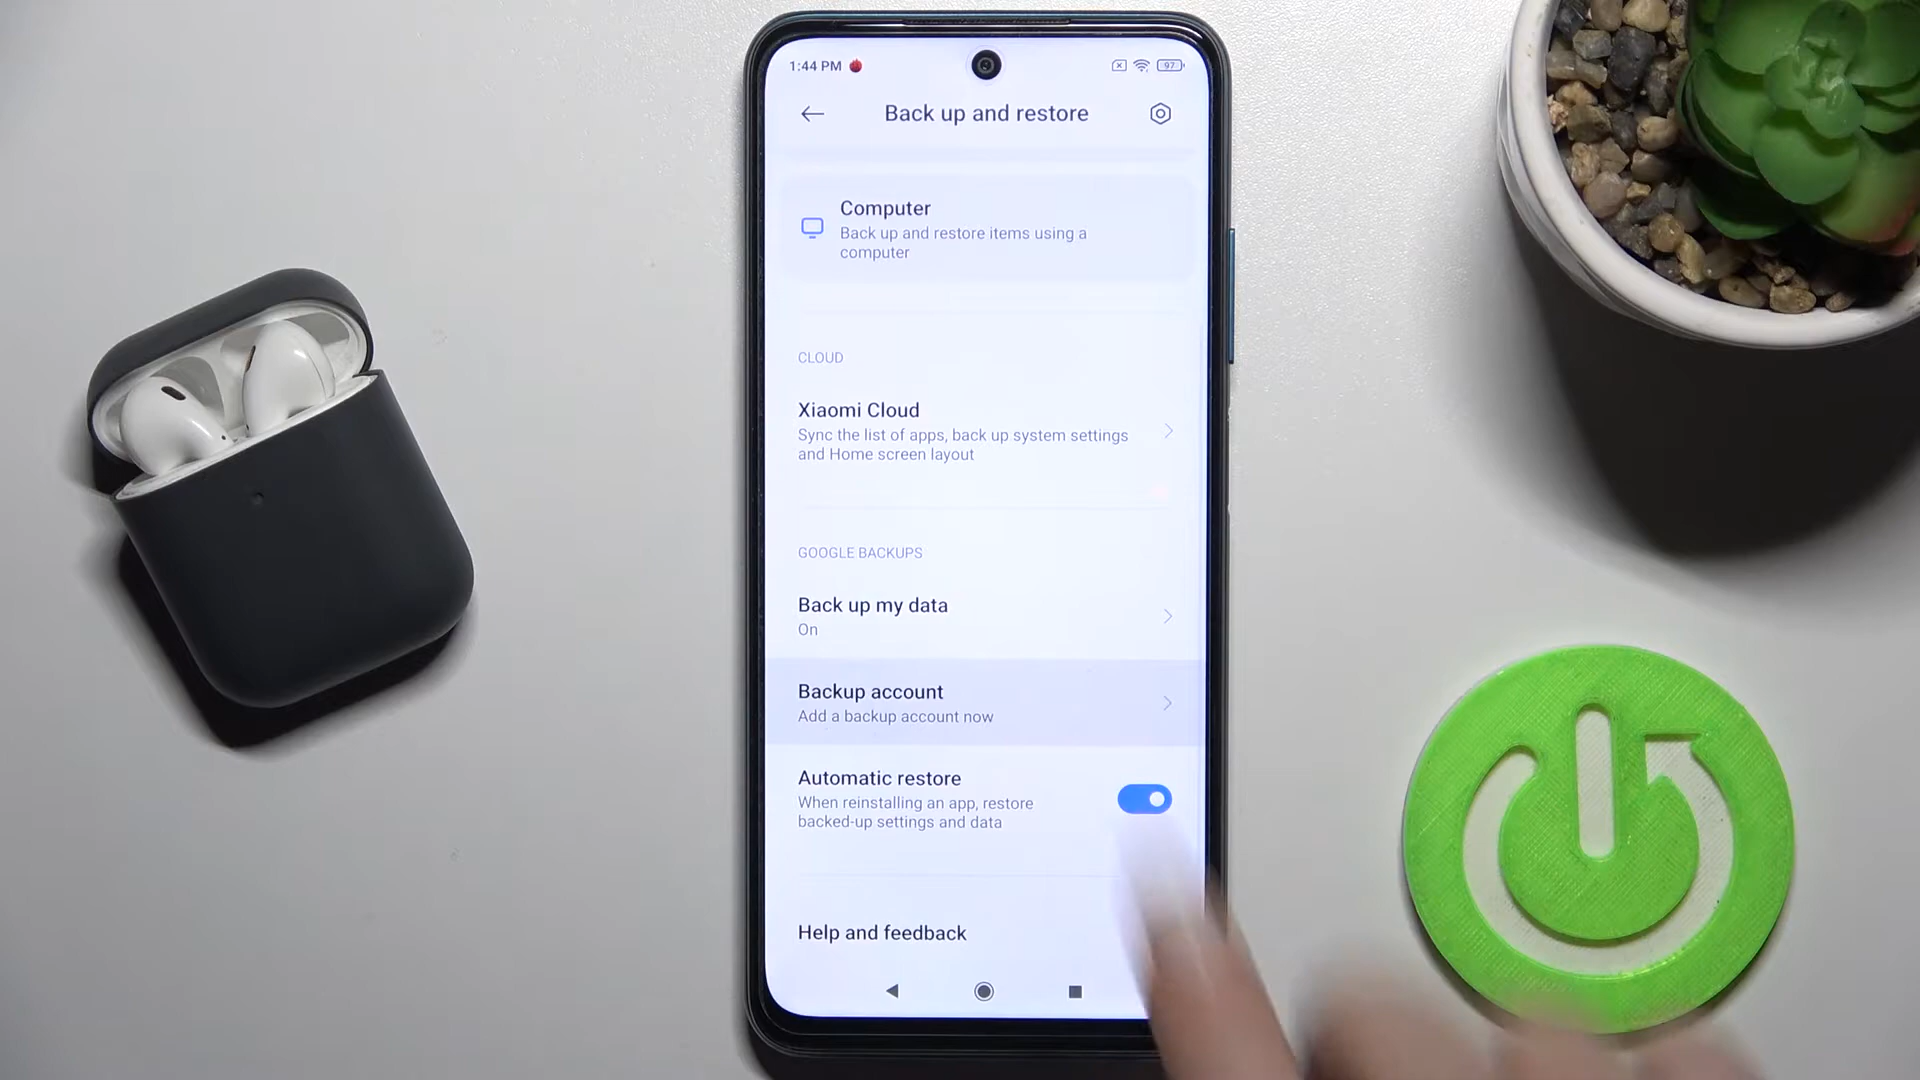 1:44 PM
97
Back up and restore
Computer
Back up and restore items using a
computer
CLOUD
Xiaomi Cloud
Sync the list of apps, back up system settings
and Home screen layout
GOOGLE BACKUPS
Back up my data
On
Backup account
Add a backup account now
Automatic restore
When reinstalling an app, restore
backed-up settings and data
Help and feedback